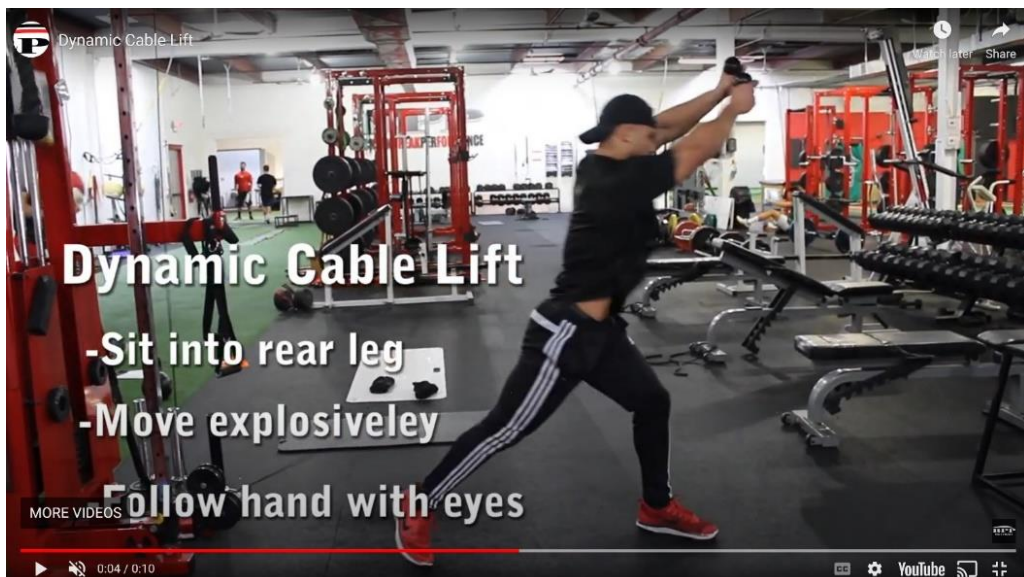 Dynamic Cable Lift
Watch later
Share
Dynamic Cable Lift
-Sit into rear leg
-Move explosiveley
-Follow hand with eyes
MORE VIDEOS
0:04 / 0:10
CC
YouTube